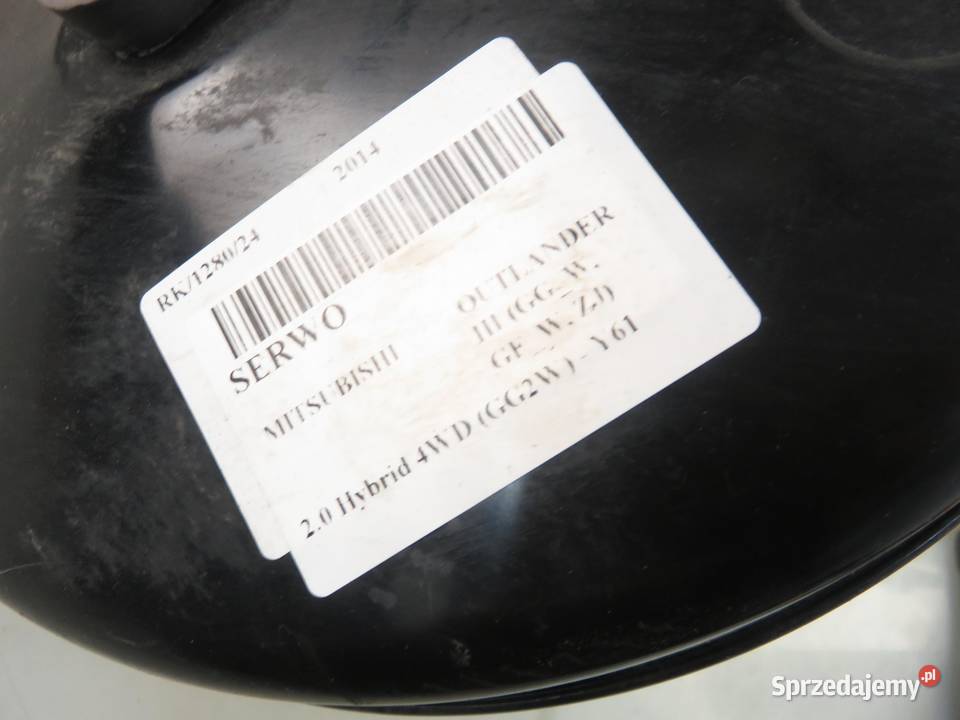 RK/1280/24 2014
SERWO
MITSUBISHI OUTLANDER
III (GG_W,
GF_W, ZJ)
2.0 Hybrid 4WD (GG2W) - Y61
Sprzedajemy.pl